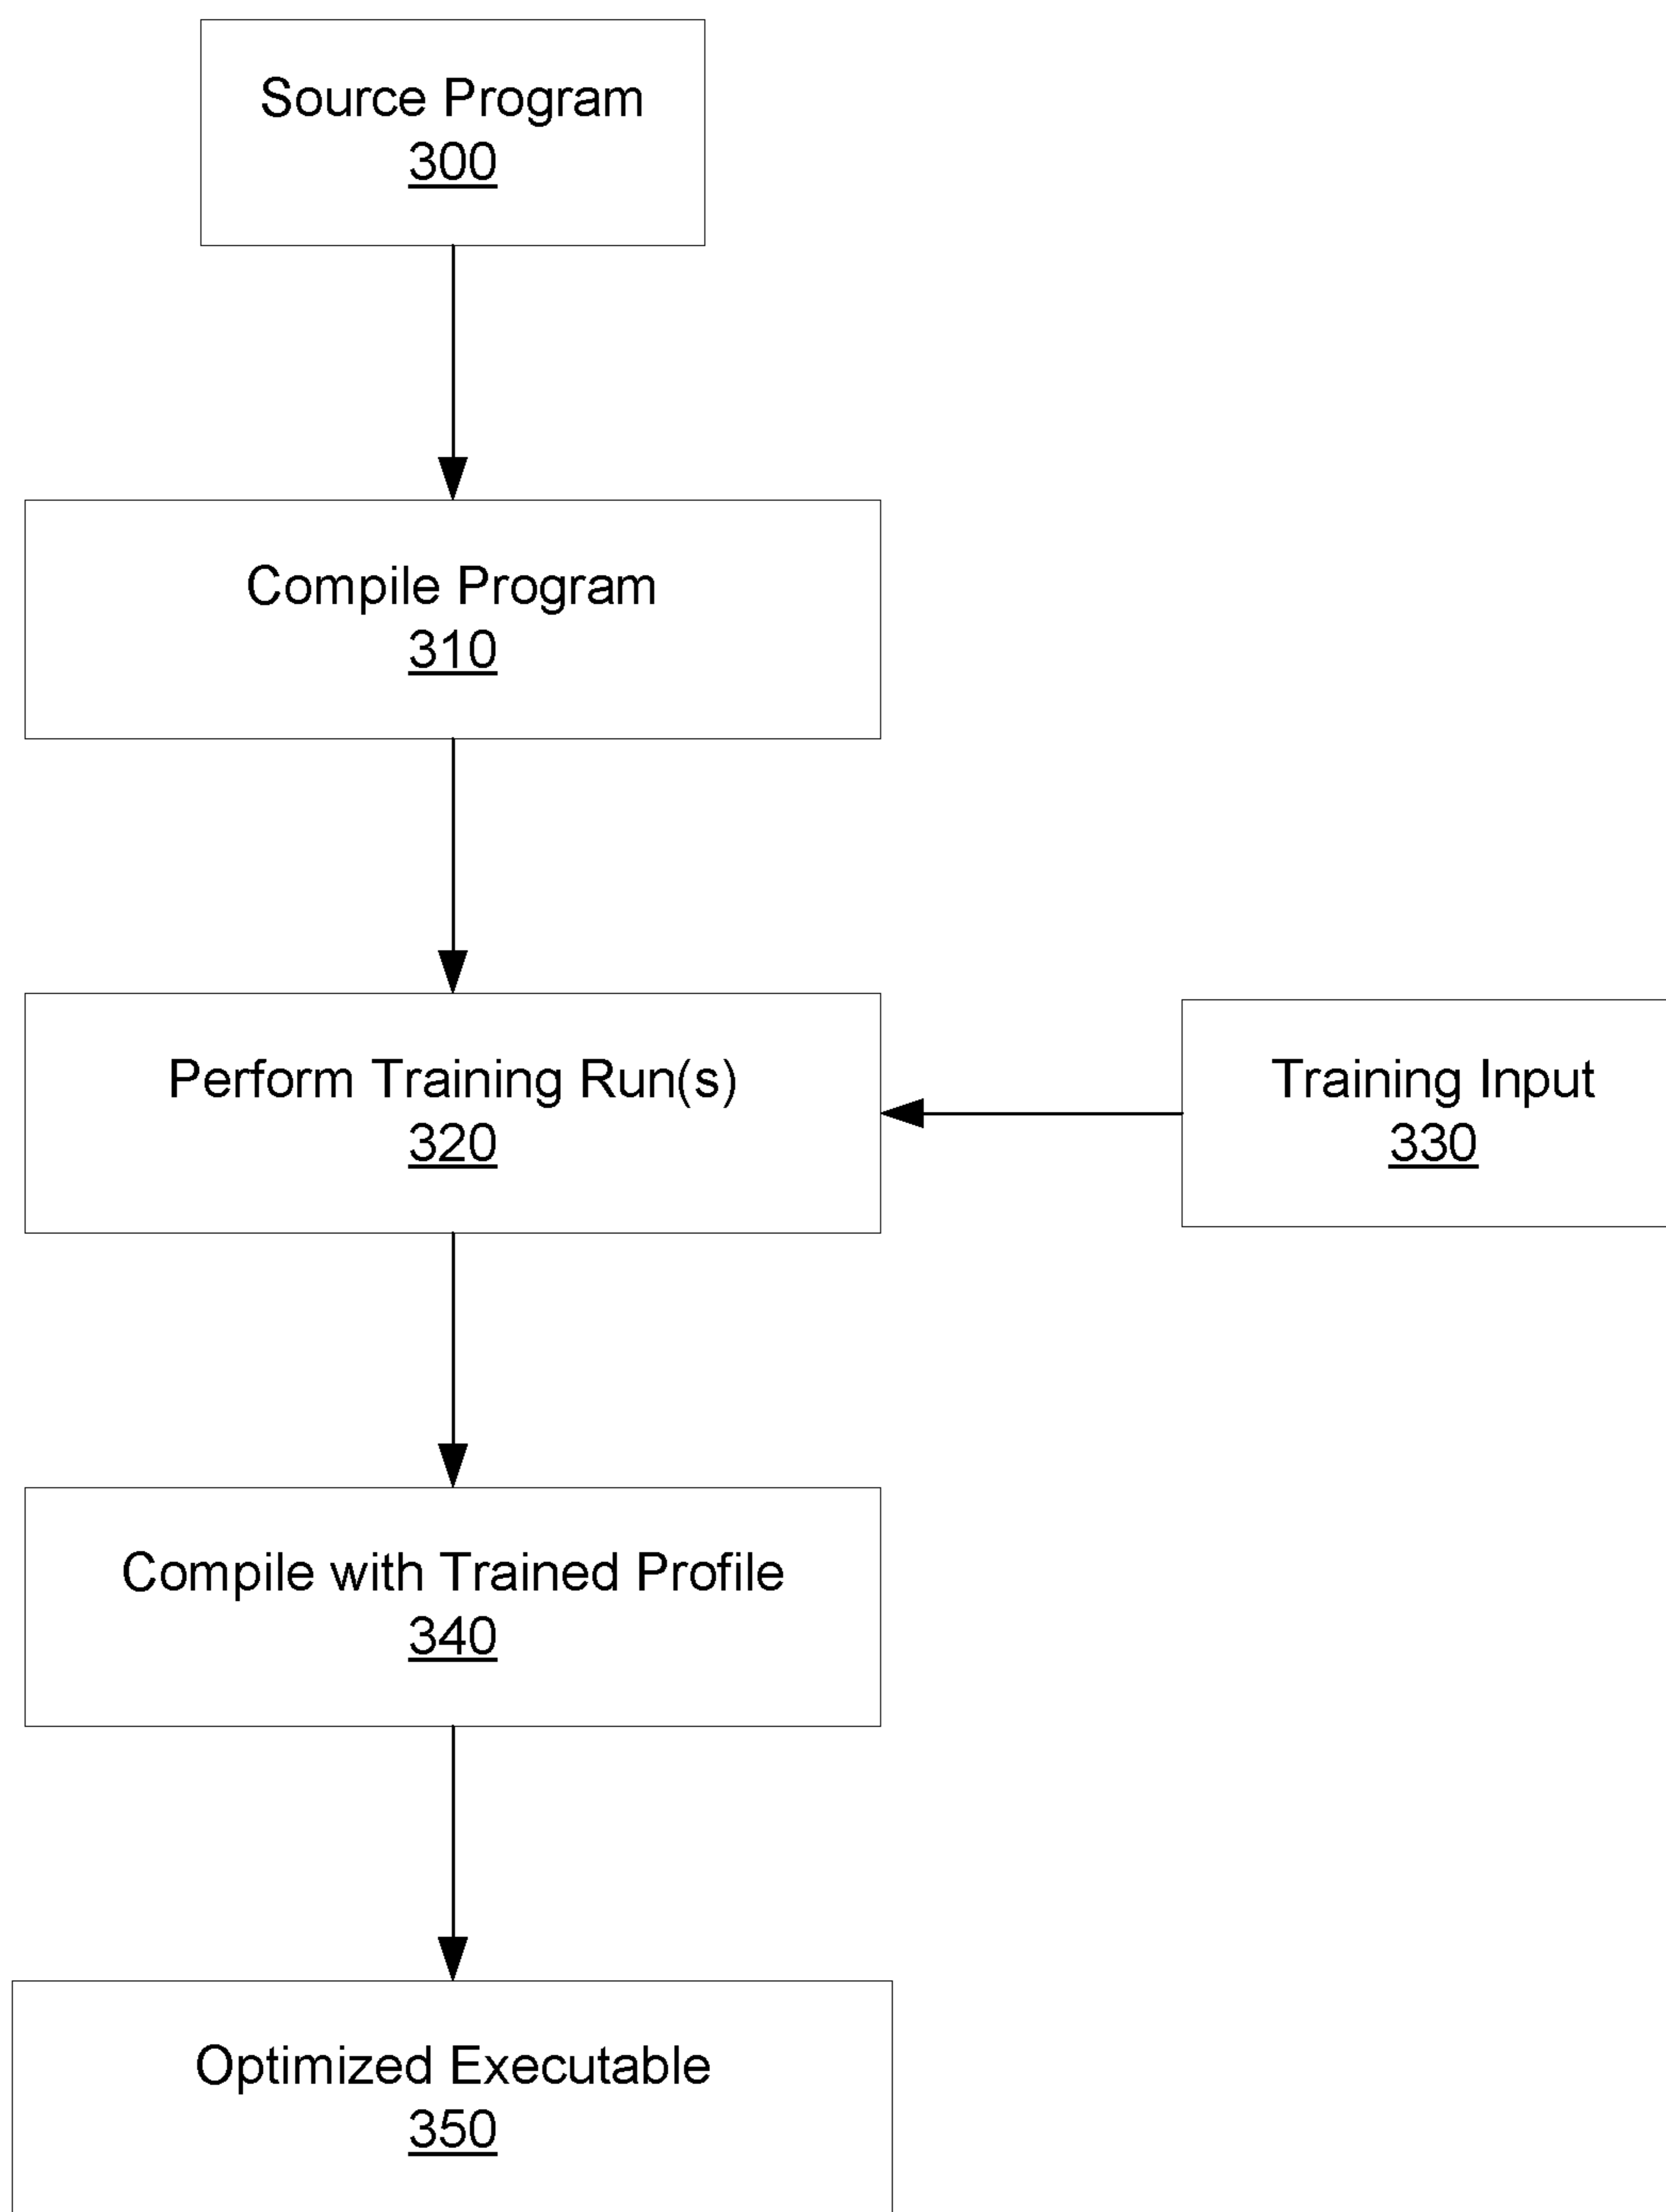 Source Program
300
Compile Program
310
Perform Training Run(s)
320
Training Input
330
Compile with Trained Profile
340
Optimized Executable
350